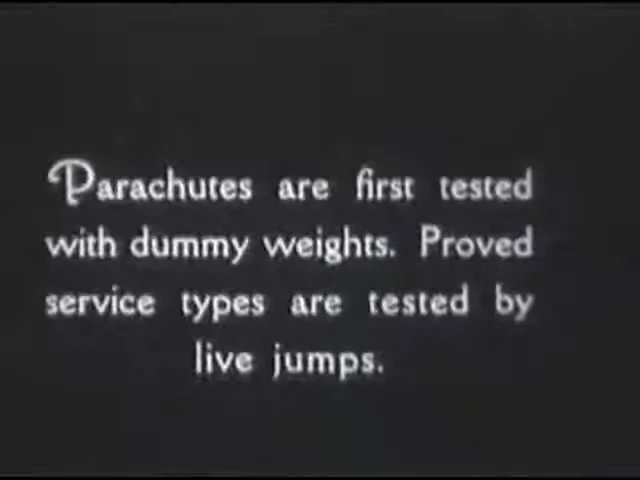 Parachutes are first tested
with dummy weights. Proved
service types are tested by
live jumps.